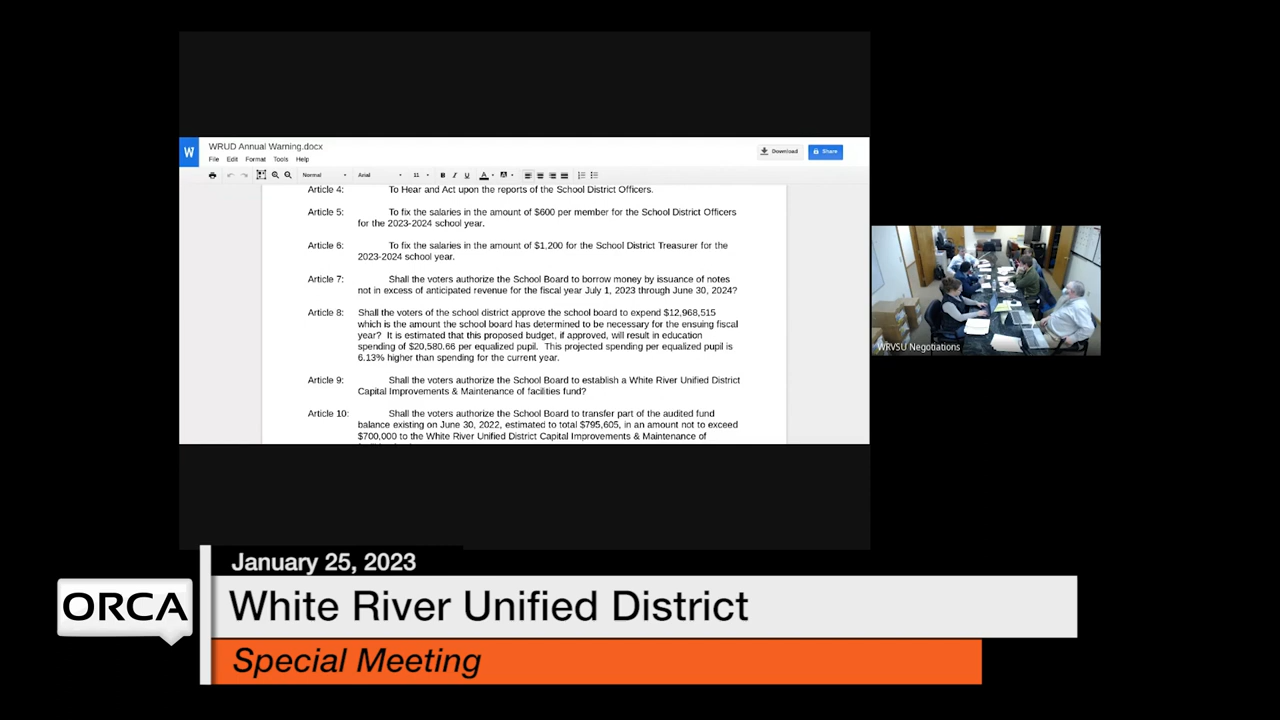 WRUD Annual Warning.docx
File Edit Format Tools Help
Download
Share
W
Normal
Arial
11
B I U A A
Article 4: To Hear and Act upon the reports of the School District Officers.
Article 5: To fix the salaries in the amount of $600 per member for the School District Officers
for the 2023-2024 school year.
Article 6: To fix the salaries in the amount of $1,200 for the School District Treasurer for the
2023-2024 school year.
Article 7: Shall the voters authorize the School Board to borrow money by issuance of notes
not in excess of anticipated revenue for the fiscal year July 1, 2023 through June 30, 2024?
Article 8: Shall the voters of the school district approve the school board to expend $12,968,515
which is the amount the school board has determined to be necessary for the ensuing fiscal
year? It is estimated that this proposed budget, if approved, will result in education
spending of $20,580.66 per equalized pupil. This projected spending per equalized pupil is
6.13% higher than spending for the current year.
Article 9: Shall the voters authorize the School Board to establish a White River Unified District
Capital Improvements & Maintenance of facilities fund?
Article 10: Shall the voters authorize the School Board to transfer part of the audited fund
balance existing on June 30, 2022, estimated to total $795,605, in an amount not to exceed
$700,000 to the White River Unified District Capital Improvements & Maintenance of
WRVSU Negotiations
January 25, 2023
ORCA
White River Unified District
Special Meeting